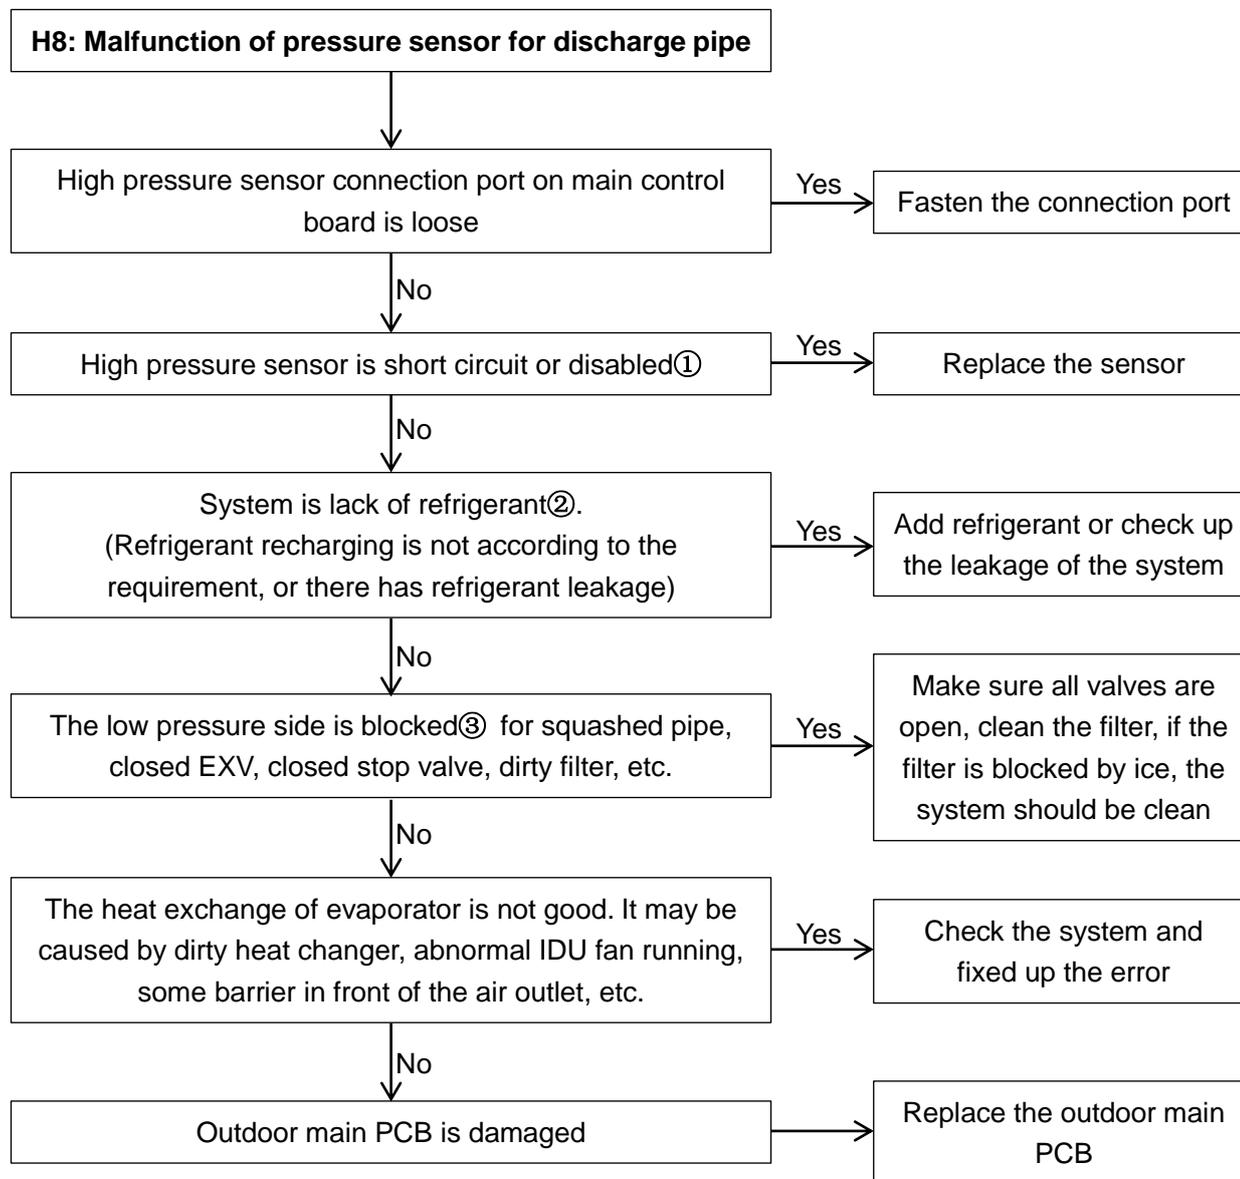 H8: Malfunction of pressure sensor for discharge pipe
High pressure sensor connection port on main control
board is loose
Yes
Fasten the connection port
No
High pressure sensor is short circuit or disabled①
Yes
Replace the sensor
No
System is lack of refrigerant②.
(Refrigerant recharging is not according to the
requirement, or there has refrigerant leakage)
Yes
Add refrigerant or check up
the leakage of the system
No
The low pressure side is blocked③ for squashed pipe,
closed EXV, closed stop valve, dirty filter, etc.
Yes
Make sure all valves are
open, clean the filter, if the
filter is blocked by ice, the
system should be clean
No
The heat exchange of evaporator is not good. It may be
caused by dirty heat changer, abnormal IDU fan running,
some barrier in front of the air outlet, etc.
Yes
Check the system and
fixed up the error
No
Outdoor main PCB is damaged
Replace the outdoor main
PCB